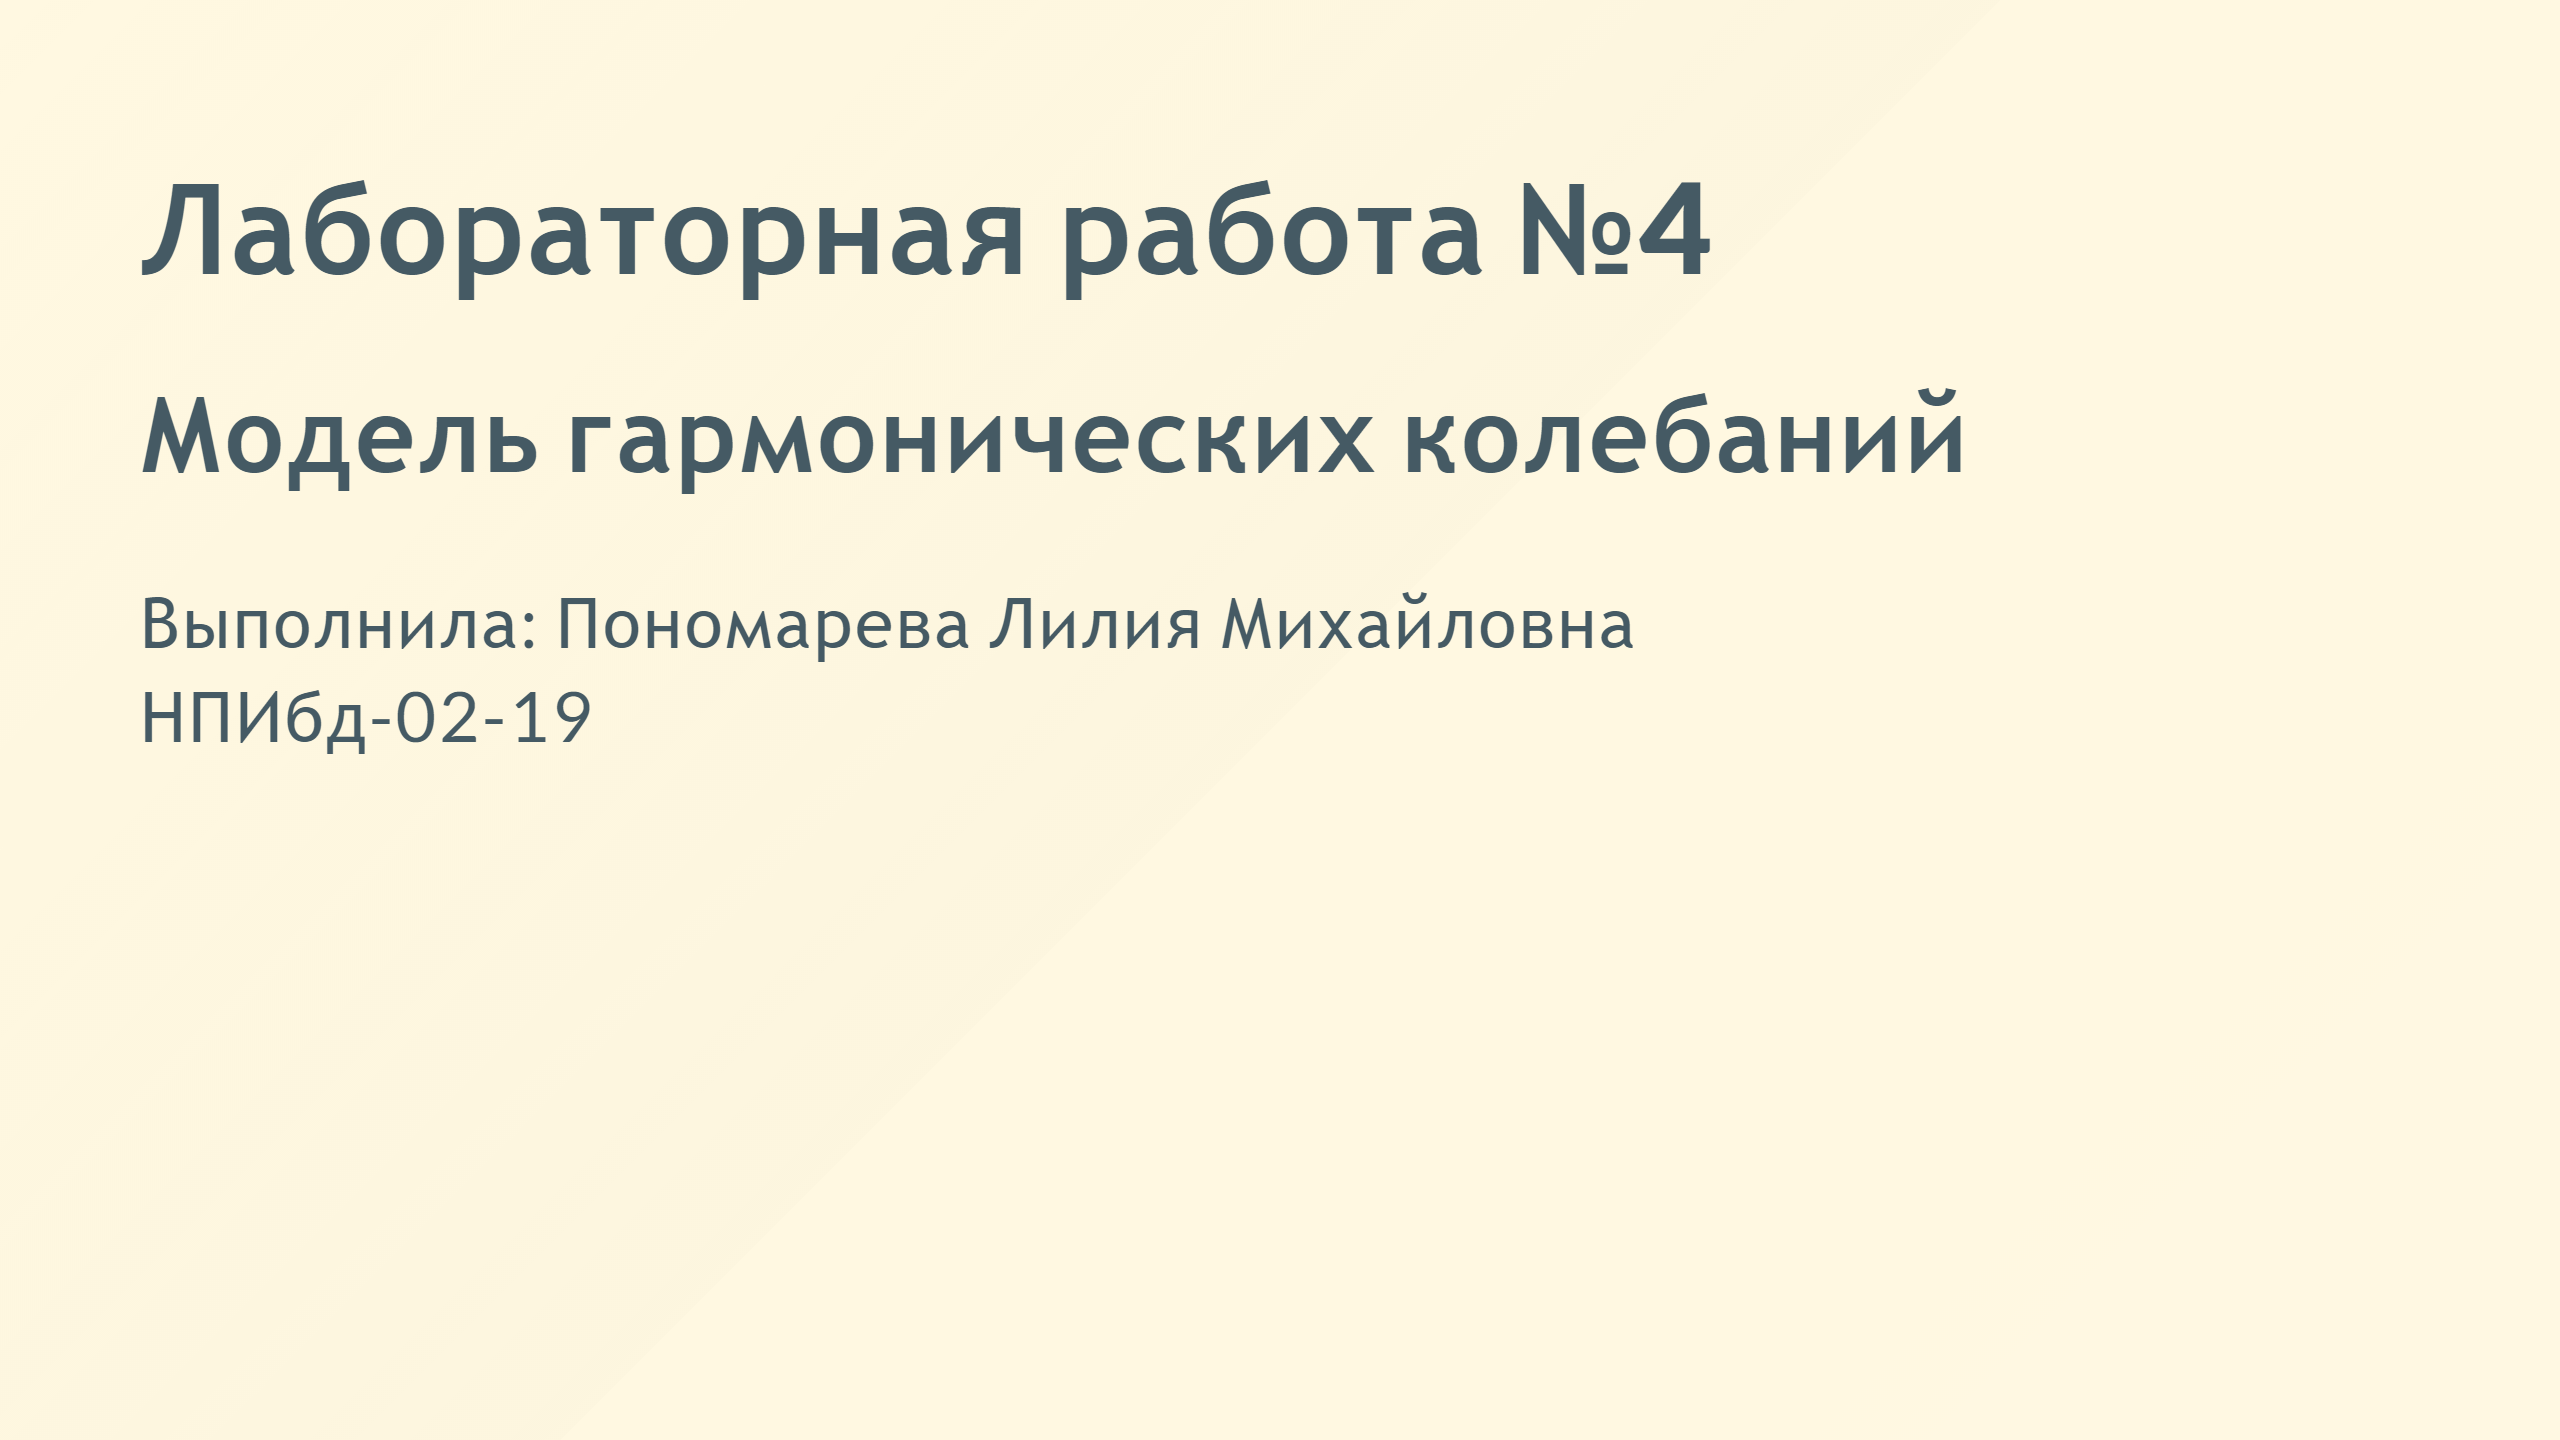 Лабораторная работа №4
Модель гармонических колебаний
Выполнила: Пономарева Лилия Михайловна
НПИбд-02-19